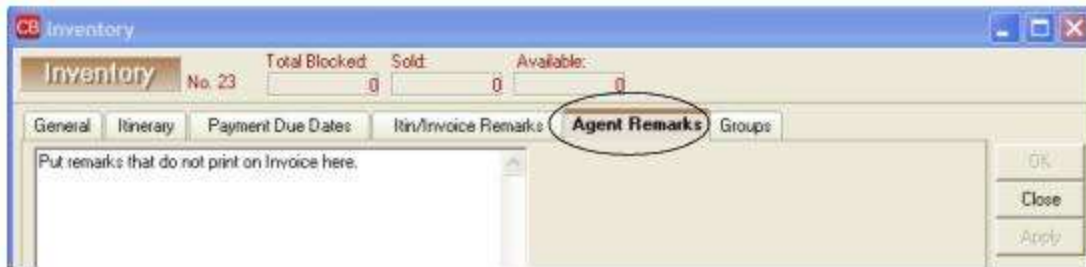 CB Inventory
Inventory No. 23 Total Blocked: Sold: Available:
0 0 0
General Itinerary Payment Due Dates Itin/Invoice Remarks Agent Remarks Groups
Put remarks that do not print on Invoice here.
OK
Close
Apply